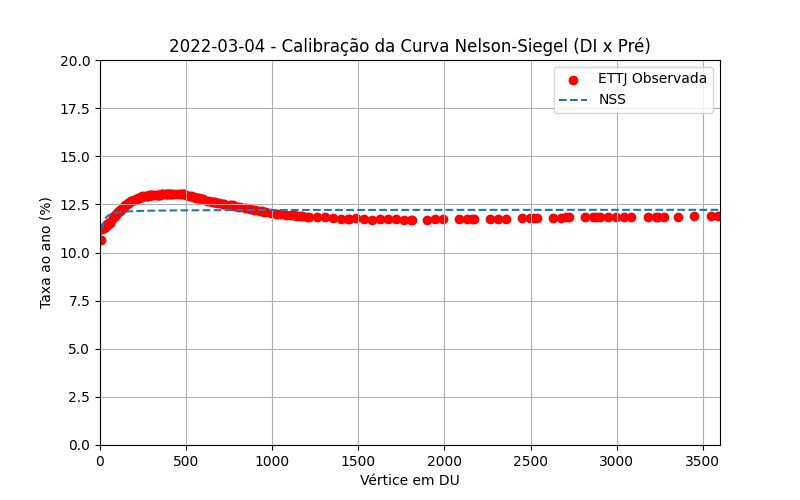 2022-03-04 - Calibração da Curva Nelson-Siegel (DI x Pré)
ETTJ Observada
NSS
Taxa ao ano (%)
20.0
17.5
15.0
12.5
10.0
7.5
5.0
2.5
0.0
0 500 1000 1500 2000 2500 3000 3500
Vértice em DU